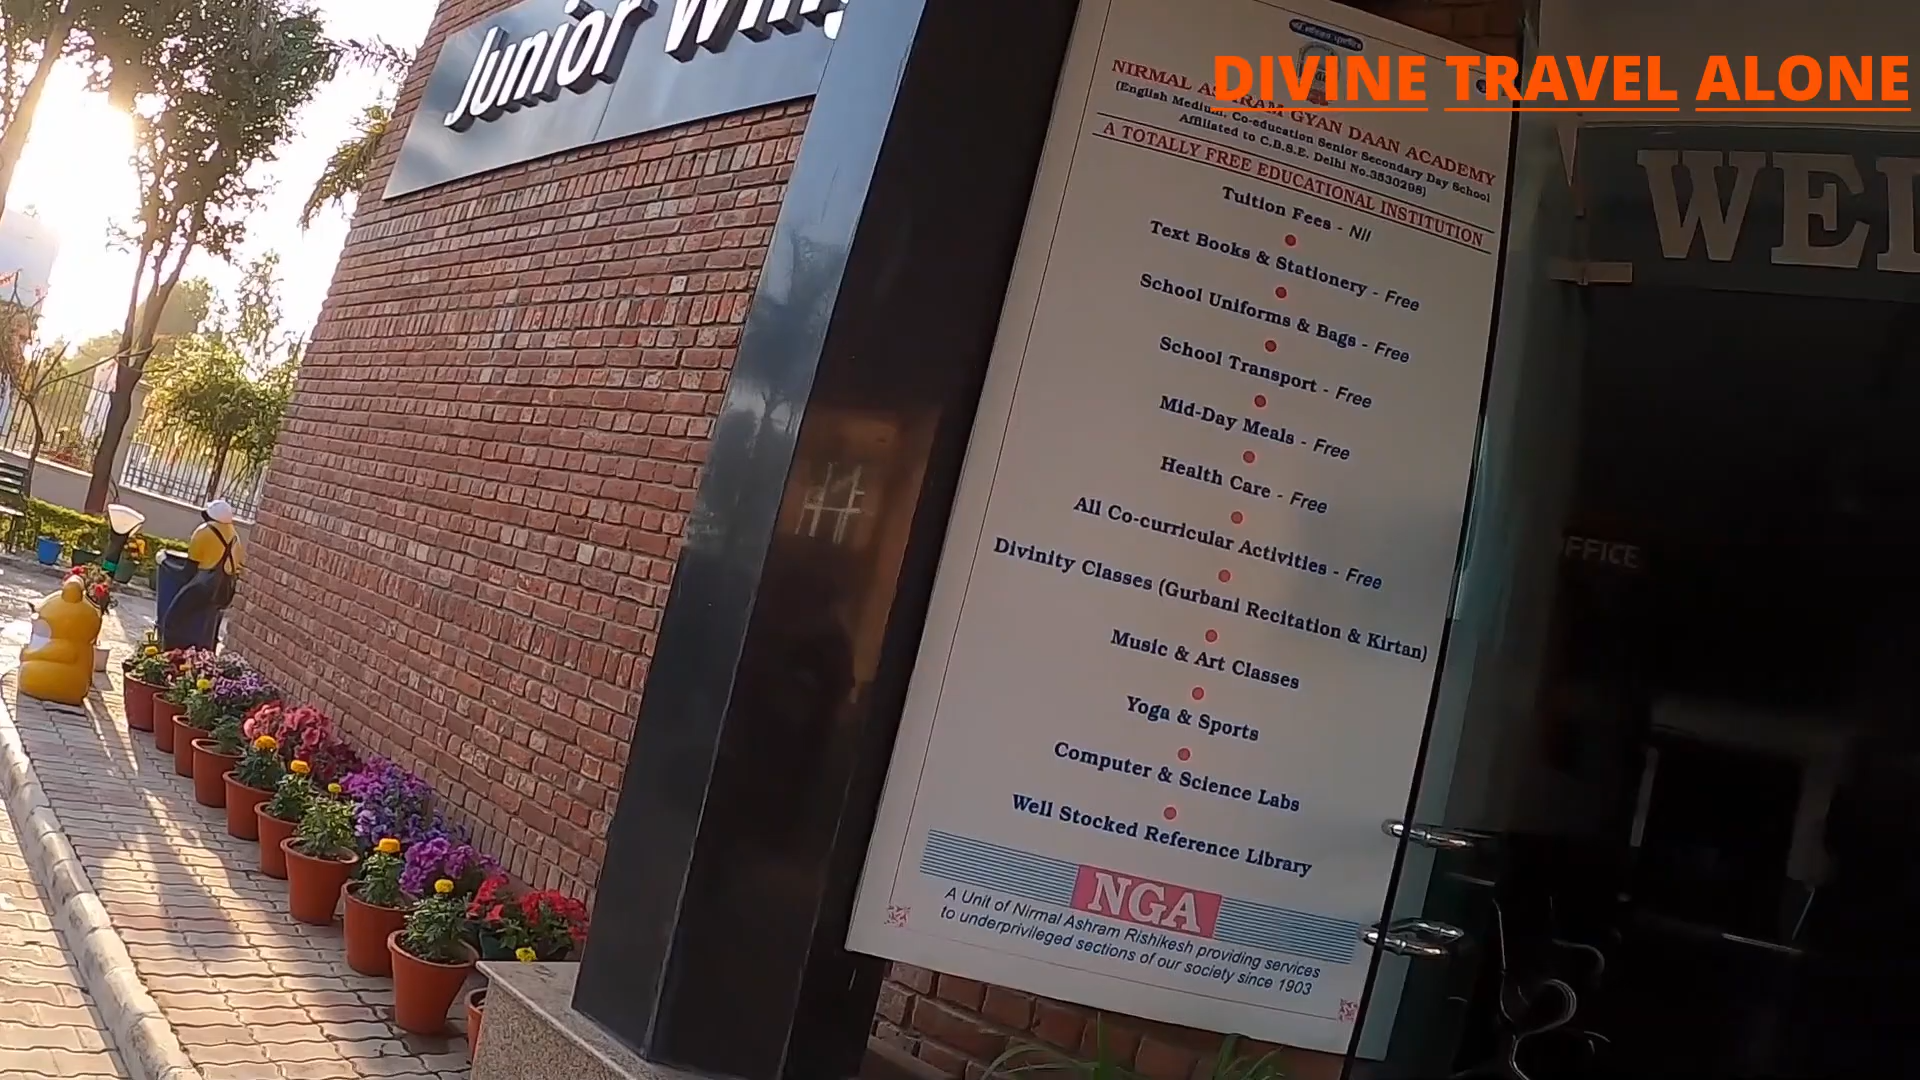 DIVINE TRAVEL ALONE
Junior
NIRMAL ASHRAM GYAN DAAN ACADEMY
(English Medium, Co-education Senior Secondary Day School
Affiliated to C.B.S.E. Delhi No.3530298)
A TOTALLY FREE EDUCATIONAL INSTITUTION
Tuition Fees - Nil
Text Books & Stationery - Free
School Uniforms & Bags - Free
School Transport - Free
Mid-Day Meals - Free
Health Care - Free
All Co-curricular Activities - Free
Divinity Classes (Gurbani Recitation & Kirtan)
Music & Art Classes
Yoga & Sports
Computer & Science Labs
Well Stocked Reference Library
NGA
A Unit of Nirmal Ashram Rishikesh providing services
to underprivileged sections of our society since 1903
WEL
FFICE